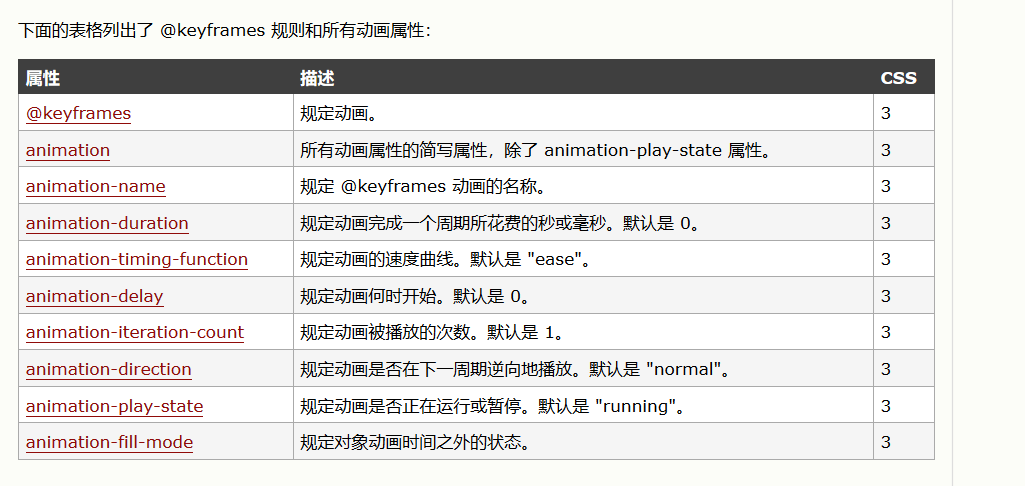 下面的表格列出了 @keyframes 规则和所有动画属性：
属性 描述 CSS
@keyframes 规定动画。 3
animation 所有动画属性的简写属性，除了 animation-play-state 属性。 3
animation-name 规定 @keyframes 动画的名称。 3
animation-duration 规定动画完成一个周期所花费的秒或毫秒。默认是 0。 3
animation-timing-function 规定动画的速度曲线。默认是 "ease"。 3
animation-delay 规定动画何时开始。默认是 0。 3
animation-iteration-count 规定动画被播放的次数。默认是 1。 3
animation-direction 规定动画是否在下一周期逆向地播放。默认是 "normal"。 3
animation-play-state 规定动画是否正在运行或暂停。默认是 "running"。 3
animation-fill-mode 规定对象动画时间之外的状态。 3